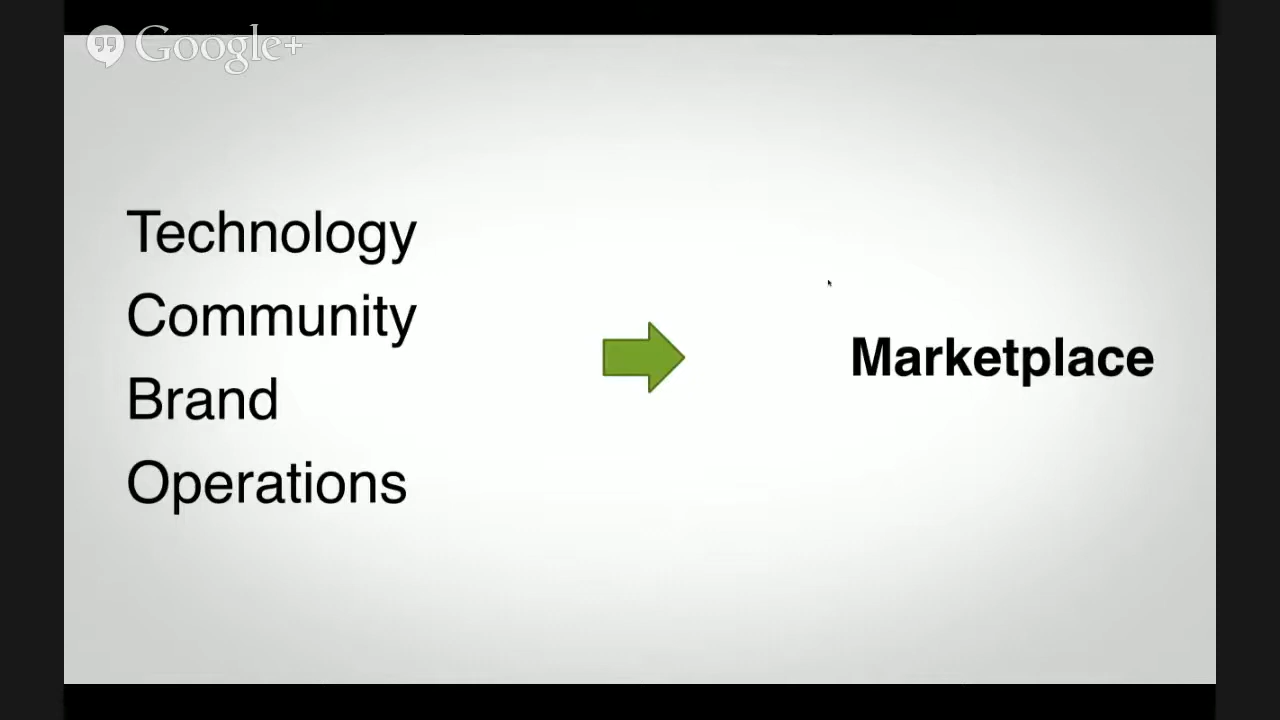 Google+
Technology
Community
Brand
Operations
Marketplace